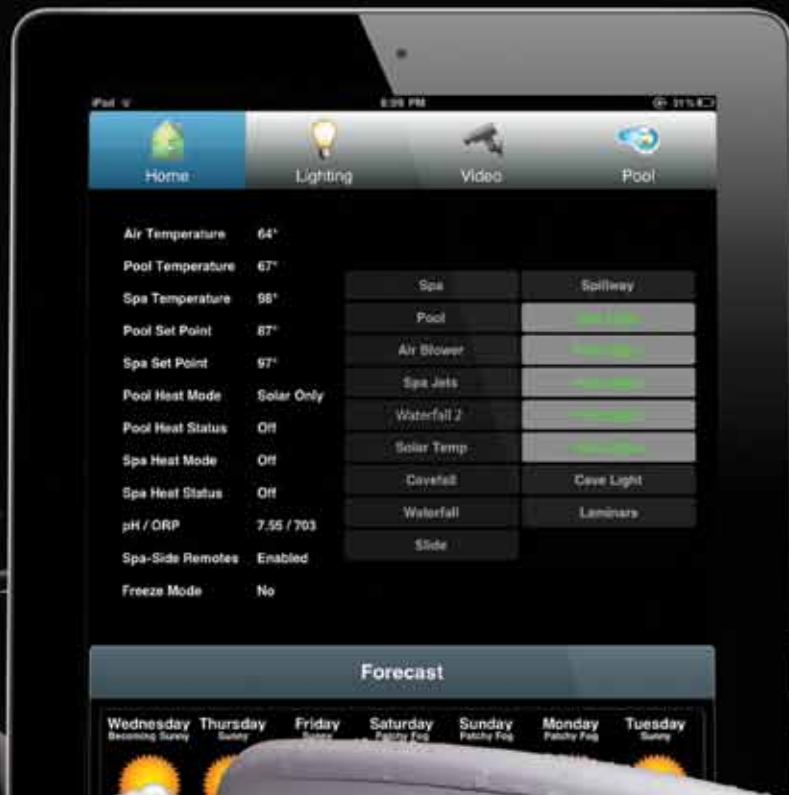 iPad
6:09 PM
31%
Home
Lighting
Video
Pool
Air Temperature 64°
Pool Temperature 67°
Spa Temperature 98°
Pool Set Point 87°
Spa Set Point 97°
Pool Heat Mode Solar Only
Pool Heat Status Off
Spa Heat Mode Off
Spa Heat Status Off
pH / ORP 7.55 / 703
Spa-Side Remotes Enabled
Freeze Mode No
Spa Spillway
Pool
Air Blower
Spa Jets
Waterfall 2
Solar Temp
Cavefall Cave Light
Waterfall Laminars
Slide
Forecast
Wednesday Thursday Friday Saturday Sunday Monday Tuesday
Becoming Sunny Sunny Sunny Patchy Fog Patchy Fog Patchy Fog Sunny